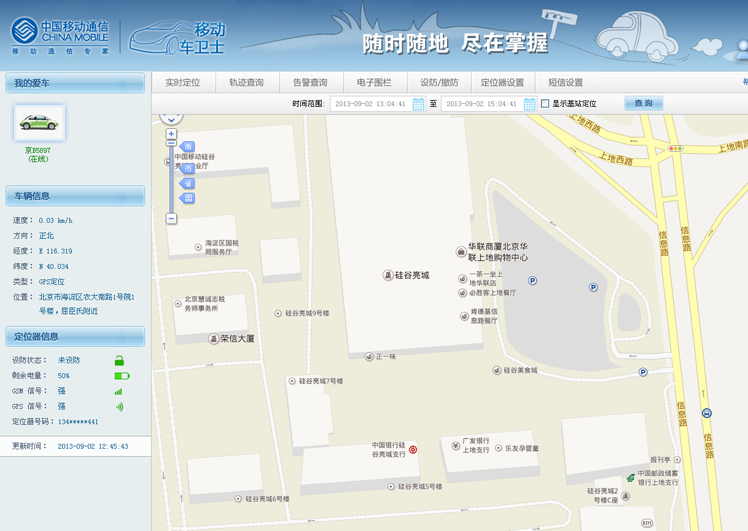 中国移动通信
CHINA MOBILE
移动通信专家
移动
车卫士
随时随地 尽在掌握
我的爱车
京B5897
(在线)
车辆信息
速度： 0.03 km/h
方向： 正北
经度： E 116.319
纬度： N 40.034
类型： GPS定位
位置： 北京市海淀区农大南路1号院1
号楼，屈臣氏附近
定位器信息
设防状态： 未设防
剩余电量： 50%
GSM 信号： 强
GPS 信号： 强
定位器号码： 134*****441
更新时间： 2013-09-02 12:45:43
实时定位
轨迹查询
告警查询
电子围栏
设防/撤防
定位器设置
短信设置
时间范围： 2013-09-02 13:04:41 至 2013-09-02 15:04:41 显示基站定位 查询
街
市
省
国
中国移动硅谷
上地西路
上地西路
上地南路
海淀区国税
局服务厅
华联商厦北京华
联上地购物中心
硅谷亮城
一茶一坐上
地华联店
必胜客上地餐厅
肯德基信
息路餐厅
信息路
信息路
北京慧诚志税
务师事务所
硅谷亮城9号楼
荣信大厦
正一味
硅谷美食城
硅谷亮城7号楼
信息路
信息路
中国银行硅
谷亮城支行
广发银行
上地支行
乐友孕婴童
报刊亭
中国邮政储蓄
银行上地支行
硅谷亮城5号楼
硅谷亮城6号楼
硅谷亮城2
号楼C座